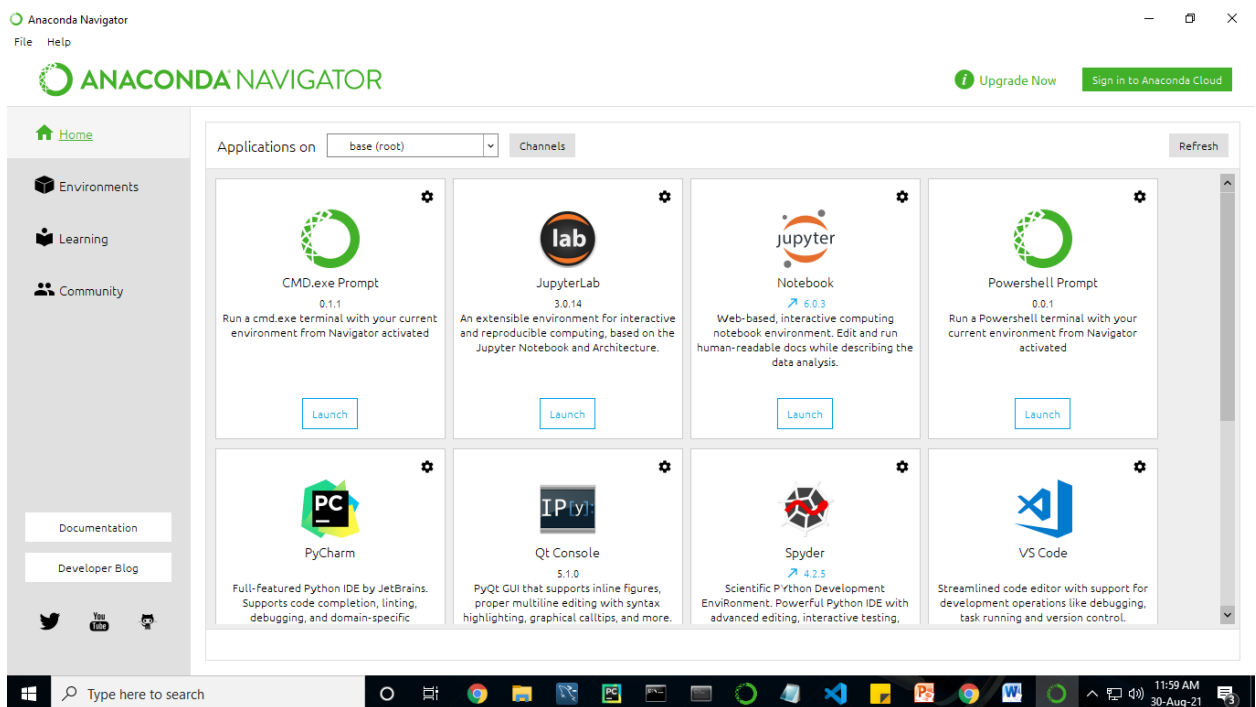 Anaconda Navigator
File Help
ANACONDA NAVIGATOR
i Upgrade Now
Sign in to Anaconda Cloud
Home
Environments
Learning
Community
Documentation
Developer Blog
You Tube
Applications on base (root) Channels Refresh
CMD.exe Prompt
0.1.1
Run a cmd.exe terminal with your current
environment from Navigator activated
Launch
lab
JupyterLab
3.0.14
An extensible environment for interactive
and reproducible computing, based on the
Jupyter Notebook and Architecture.
Launch
jupyter
Notebook
6.0.3
Web-based, interactive computing
notebook environment. Edit and run
human-readable docs while describing the
data analysis.
Launch
Powershell Prompt
0.0.1
Run a Powershell terminal with your
current environment from Navigator
activated
Launch
PC
PyCharm
Full-featured Python IDE by JetBrains.
Supports code completion, linting,
debugging, and domain-specific
IP[y]:
Qt Console
5.1.0
PyQt GUI that supports inline figures,
proper multiline editing with syntax
highlighting, graphical calltips, and more.
Spyder
4.2.5
Scientific PYthon Development
EnviRonment. Powerful Python IDE with
advanced editing, interactive testing,
VS Code
Streamlined code editor with support for
development operations like debugging,
task running and version control.
Type here to search
PC
P
W
11:59 AM
30-Aug-21
3